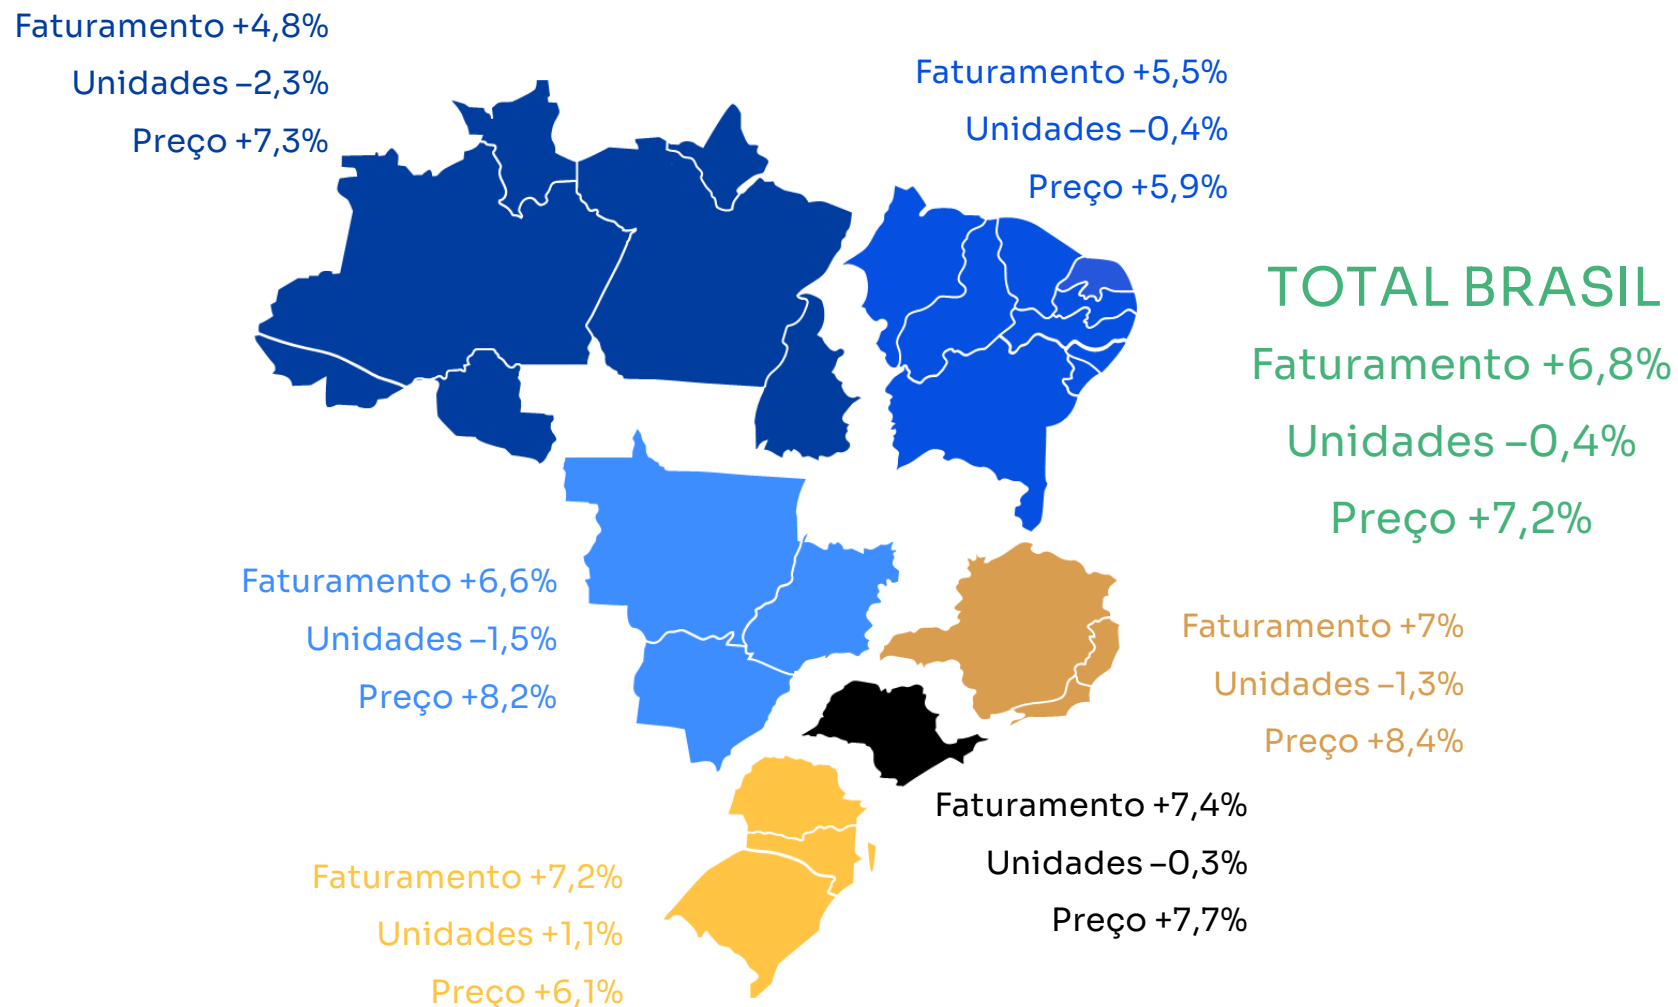 Faturamento +4,8%
Unidades –2,3%
Preço +7,3%
Faturamento +5,5%
Unidades –0,4%
Preço +5,9%
TOTAL BRASIL
Faturamento +6,8%
Unidades –0,4%
Preço +7,2%
Faturamento +6,6%
Unidades –1,5%
Preço +8,2%
Faturamento +7%
Unidades –1,3%
Preço +8,4%
Faturamento +7,4%
Unidades –0,3%
Preço +7,7%
Faturamento +7,2%
Unidades +1,1%
Preço +6,1%